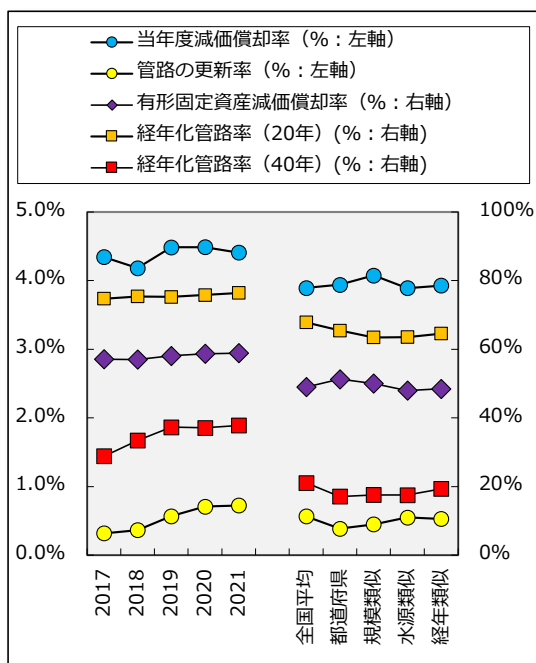 当年度減価償却率（%：左軸）
管路の更新率（%：左軸）
有形固定資産減価償却率（%：右軸）
経年化管路率（20年）(%：右軸)
経年化管路率（40年）(%：右軸)
5.0% 100%
4.0% 80%
3.0% 60%
2.0% 40%
1.0% 20%
0.0% 0%
2017
2018
2019
2020
2021
全国平均
都道府県
規模類似
水源類似
経年類似